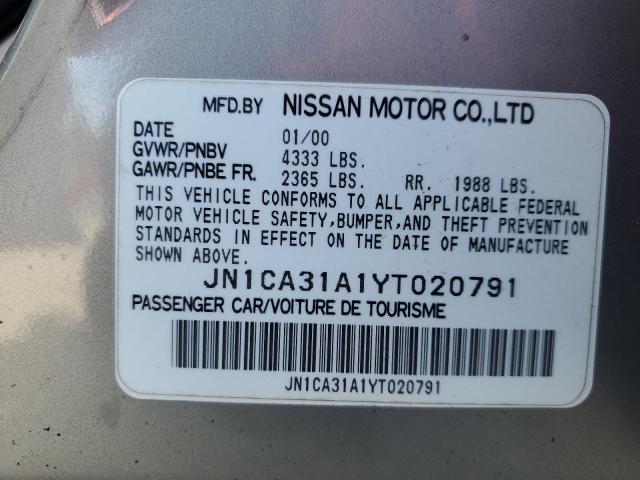 MFD.BY NISSAN MOTOR CO.,LTD
DATE 01/00
GVWR/PNBV 4333 LBS.
GAWR/PNBE FR. 2365 LBS. RR. 1988 LBS.
THIS VEHICLE CONFORMS TO ALL APPLICABLE FEDERAL
MOTOR VEHICLE SAFETY,BUMPER,AND THEFT PREVENTION
STANDARDS IN EFFECT ON THE DATE OF MANUFACTURE
SHOWN ABOVE.
JN1CA31A1YT020791
PASSENGER CAR/VOITURE DE TOURISME
JN1CA31A1YT020791